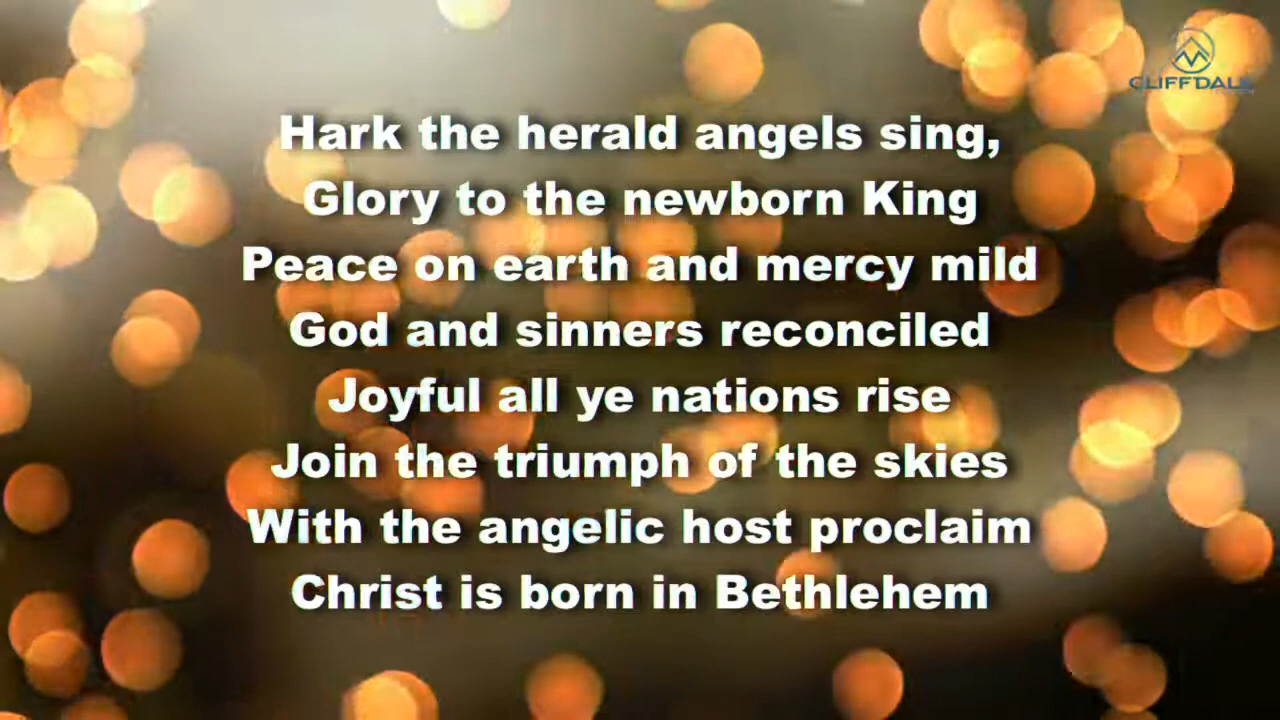 CLIFFDALE
Hark the herald angels sing,
Glory to the newborn King
Peace on earth and mercy mild
God and sinners reconciled
Joyful all ye nations rise
Join the triumph of the skies
With the angelic host proclaim
Christ is born in Bethlehem